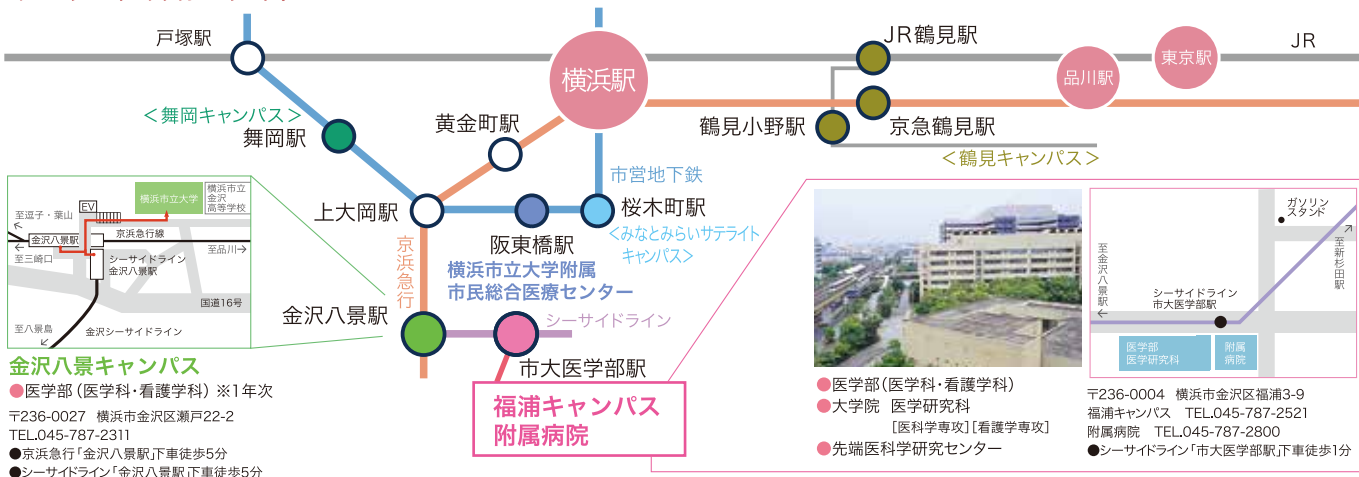 戸塚駅
横浜駅
JR鶴見駅
品川駅
東京駅
JR
<舞岡キャンパス>
舞岡駅
黄金町駅
鶴見小野駅
京急鶴見駅
<鶴見キャンパス>
市営地下鉄
上大岡駅
阪東橋駅
桜木町駅
<みなとみらいサテライト
キャンパス>
横浜市立大学附属
市民総合医療センター
京浜急行
金沢八景駅
シーサイドライン
市大医学部駅
福浦キャンパス
附属病院
横浜市立大学
横浜市立
金沢
高等学校
EV
至逗子・葉山
金沢八景駅
京浜急行線
至三崎口
至品川→
シーサイドライン
金沢八景駅
国道16号
至八景島
金沢シーサイドライン
金沢八景キャンパス
●医学部(医学科・看護学科) ※1年次
〒236-0027 横浜市金沢区瀬戸22-2
TEL.045-787-2311
●京浜急行「金沢八景駅」下車徒歩5分
●シーサイドライン「金沢八景駅」下車徒歩5分
●医学部(医学科・看護学科)
●大学院 医学研究科
[医科学専攻][看護学専攻]
●先端医科学研究センター
ガソリン
スタンド
至金沢八景駅
至新杉田駅
シーサイドライン
市大医学部駅
医学部
医学研究科
附属
病院
〒236-0004 横浜市金沢区福浦3-9
福浦キャンパス TEL.045-787-2521
附属病院 TEL.045-787-2800
●シーサイドライン「市大医学部駅」下車徒歩1分